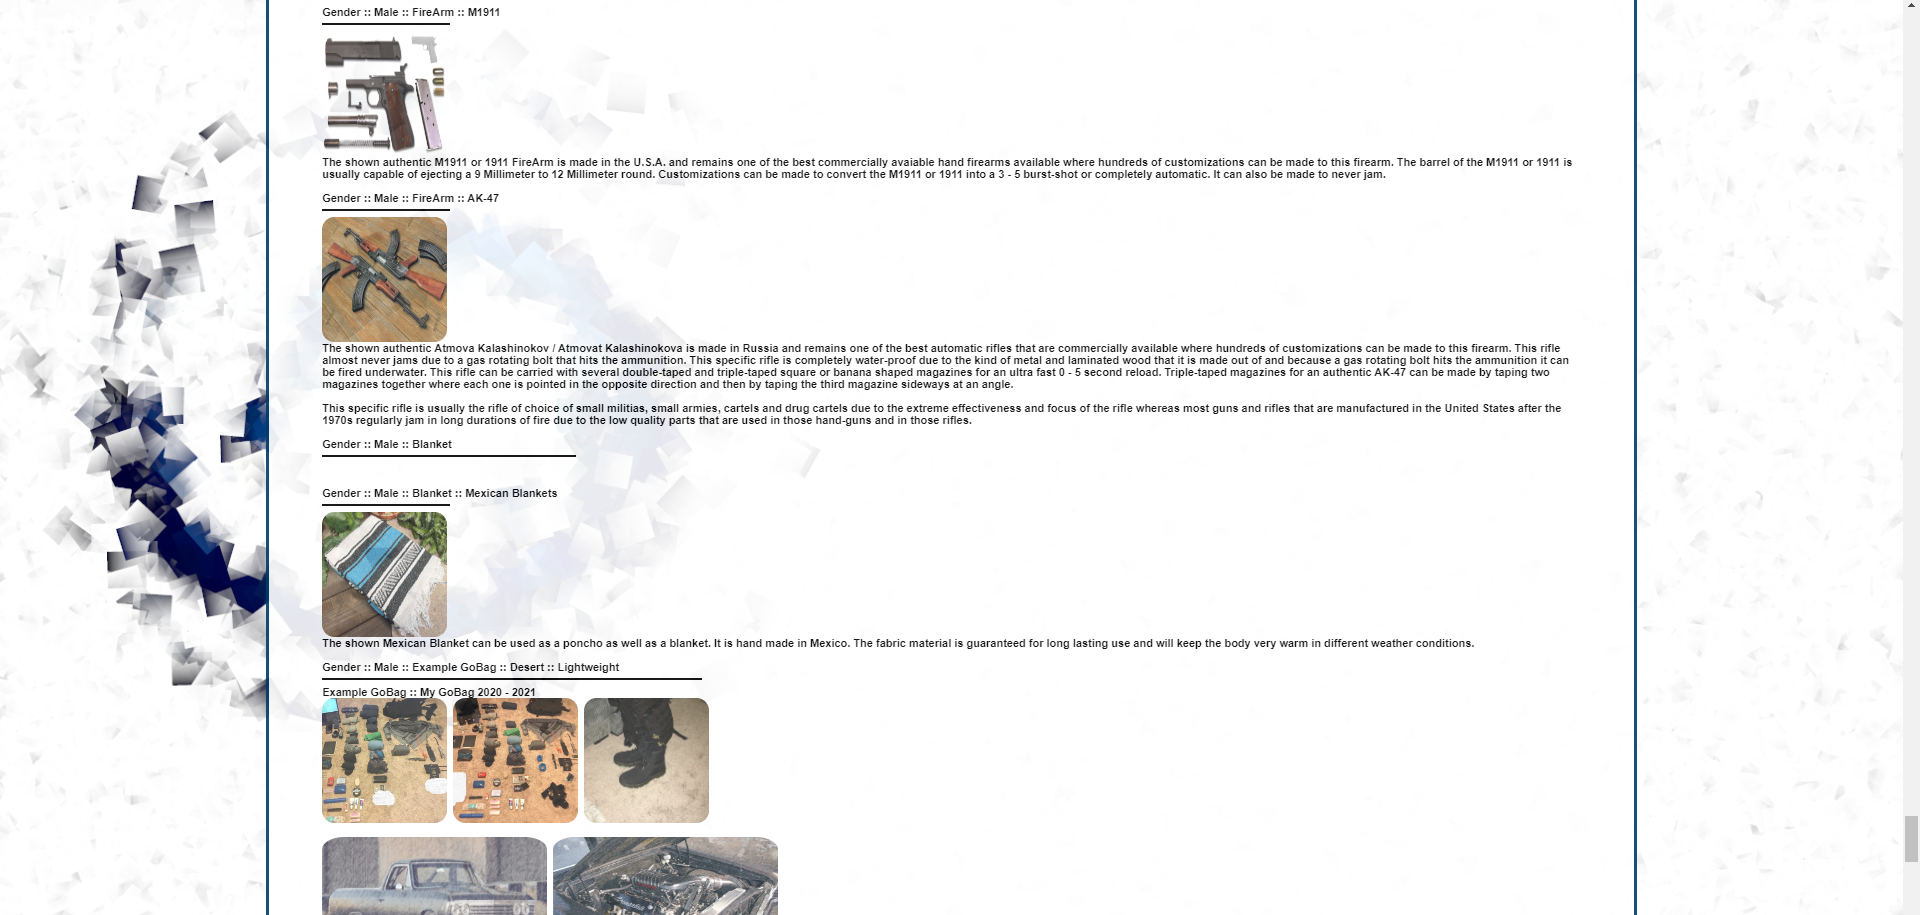 Gender :: Male :: FireArm :: M1911
The shown authentic M1911 or 1911 FireArm is made in the U.S.A. and remains one of the best commercially avaiable hand firearms available where hundreds of customizations can be made to this firearm. The barrel of the M1911 or 1911 is
usually capable of ejecting a 9 Millimeter to 12 Millimeter round. Customizations can be made to convert the M1911 or 1911 into a 3 - 5 burst-shot or completely automatic. It can also be made to never jam.
Gender :: Male :: FireArm :: AK-47
The shown authentic Atmova Kalashinokov / Atmovat Kalashinokova is made in Russia and remains one of the best automatic rifles that are commercially available where hundreds of customizations can be made to this firearm. This rifle
almost never jams due to a gas rotating bolt that hits the ammunition. This specific rifle is completely water-proof due to the kind of metal and laminated wood that it is made out of and because a gas rotating bolt hits the ammunition it can
be fired underwater. This rifle can be carried with several double-taped and triple-taped square or banana shaped magazines for an ultra fast 0 - 5 second reload. Triple-taped magazines for an authentic AK-47 can be made by taping two
magazines together where each one is pointed in the opposite direction and then by taping the third magazine sideways at an angle.
This specific rifle is usually the rifle of choice of small militias, small armies, cartels and drug cartels due to the extreme effectiveness and focus of the rifle whereas most guns and rifles that are manufactured in the United States after the
1970s regularly jam in long durations of fire due to the low quality parts that are used in those hand-guns and in those rifles.
Gender :: Male :: Blanket
Gender :: Male :: Blanket :: Mexican Blankets
The shown Mexican Blanket can be used as a poncho as well as a blanket. It is hand made in Mexico. The fabric material is guaranteed for long lasting use and will keep the body very warm in different weather conditions.
Gender :: Male :: Example GoBag :: Desert :: Lightweight
Example GoBag :: My GoBag 2020 - 2021